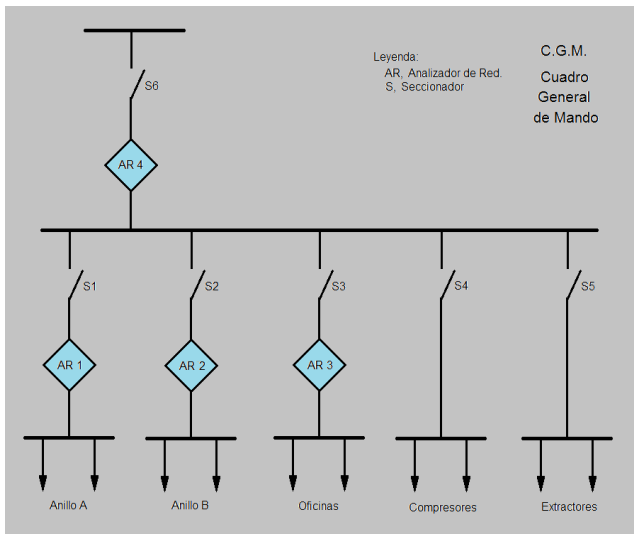 Leyenda:
AR, Analizador de Red.
S, Seccionador
C.G.M.
Cuadro
General
de Mando
S6
AR 4
S1
S2
S3
S4
S5
AR 1
AR 2
AR 3
Anillo A
Anillo B
Oficinas
Compresores
Extractores